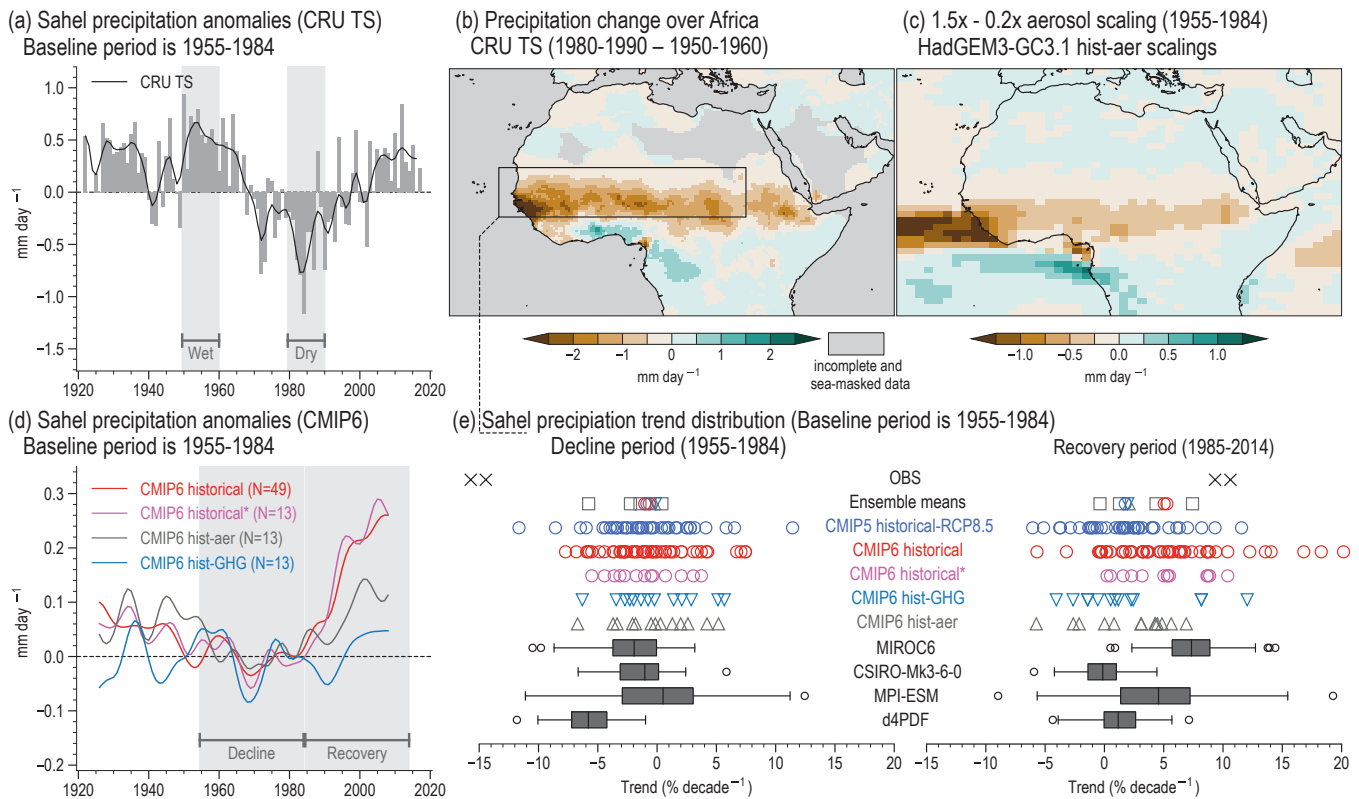 (a) Sahel precipitation anomalies (CRU TS)
Baseline period is 1955-1984
CRU TS
1.0
0.5
0.0
−0.5
−1.0
−1.5
mm day −1
Wet
Dry
1920 1940 1960 1980 2000 2020
(b) Precipitation change over Africa
CRU TS (1980-1990 – 1950-1960)
−2 −1 0 1 2
mm day −1
incomplete and
sea-masked data
(c) 1.5x - 0.2x aerosol scaling (1955-1984)
HadGEM3-GC3.1 hist-aer scalings
−1.0 −0.5 0.0 0.5 1.0
mm day −1
(d) Sahel precipitation anomalies (CMIP6)
Baseline period is 1955-1984
CMIP6 historical (N=49)
CMIP6 historical* (N=13)
CMIP6 hist-aer (N=13)
CMIP6 hist-GHG (N=13)
0.3
0.2
0.1
0.0
−0.1
−0.2
mm day −1
Decline
Recovery
1920 1940 1960 1980 2000 2020
(e) Sahel precipiation trend distribution (Baseline period is 1955-1984)
Decline period (1955-1984)
Recovery period (1985-2014)
OBS
Ensemble means
CMIP5 historical-RCP8.5
CMIP6 historical
CMIP6 historical*
CMIP6 hist-GHG
CMIP6 hist-aer
MIROC6
CSIRO-Mk3-6-0
MPI-ESM
d4PDF
−15 −10 −5 0 5 10
Trend (% decade−1)
−10 −5 0 5 10 15 20
Trend (% decade−1)